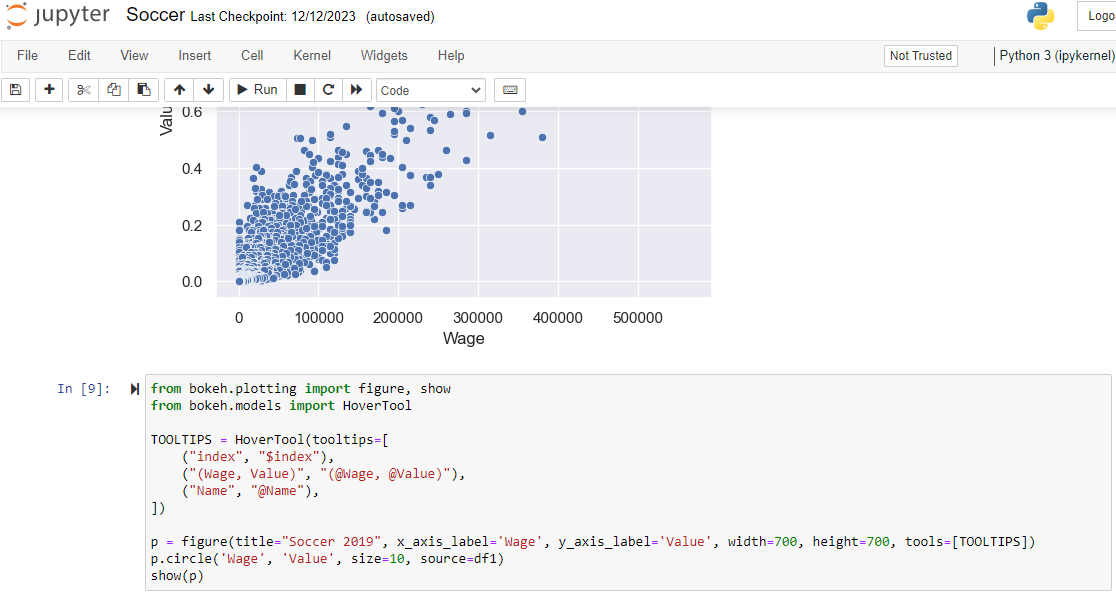 jupyter Soccer Last Checkpoint: 12/12/2023 (autosaved)
Logo
File Edit View Insert Cell Kernel Widgets Help Not Trusted Python 3 (ipykernel)
Run Code
Valu
0.6
0.4
0.2
0.0
0 100000 200000 300000 400000 500000
Wage
In [9]:
from bokeh.plotting import figure, show
from bokeh.models import HoverTool
TOOLTIPS = HoverTool(tooltips=[
("index", "$index"),
("(Wage, Value)", "(@Wage, @Value)"),
("Name", "@Name"),
])
p = figure(title="Soccer 2019", x_axis_label='Wage', y_axis_label='Value', width=700, height=700, tools=[TOOLTIPS])
p.circle('Wage', 'Value', size=10, source=df1)
show(p)